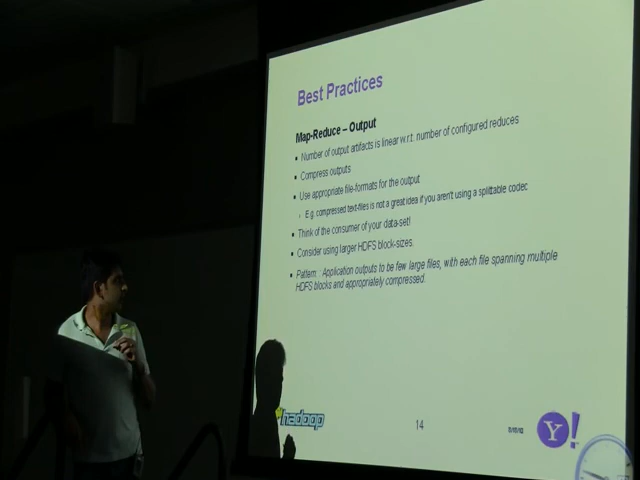 Best Practices
Map-Reduce – Output
Number of output artifacts is linear w.r.t. number of configured reduces
Compress outputs
Use appropriate file-formats for the output
E.g. compressed text-files is not a great idea if you aren't using a splittable codec
Think of the consumer of your data-set!
Consider using larger HDFS block-sizes
Pattern: : Application outputs to be few large files, with each file spanning multiple
HDFS blocks and appropriately compressed.
hadoop
14
Y!